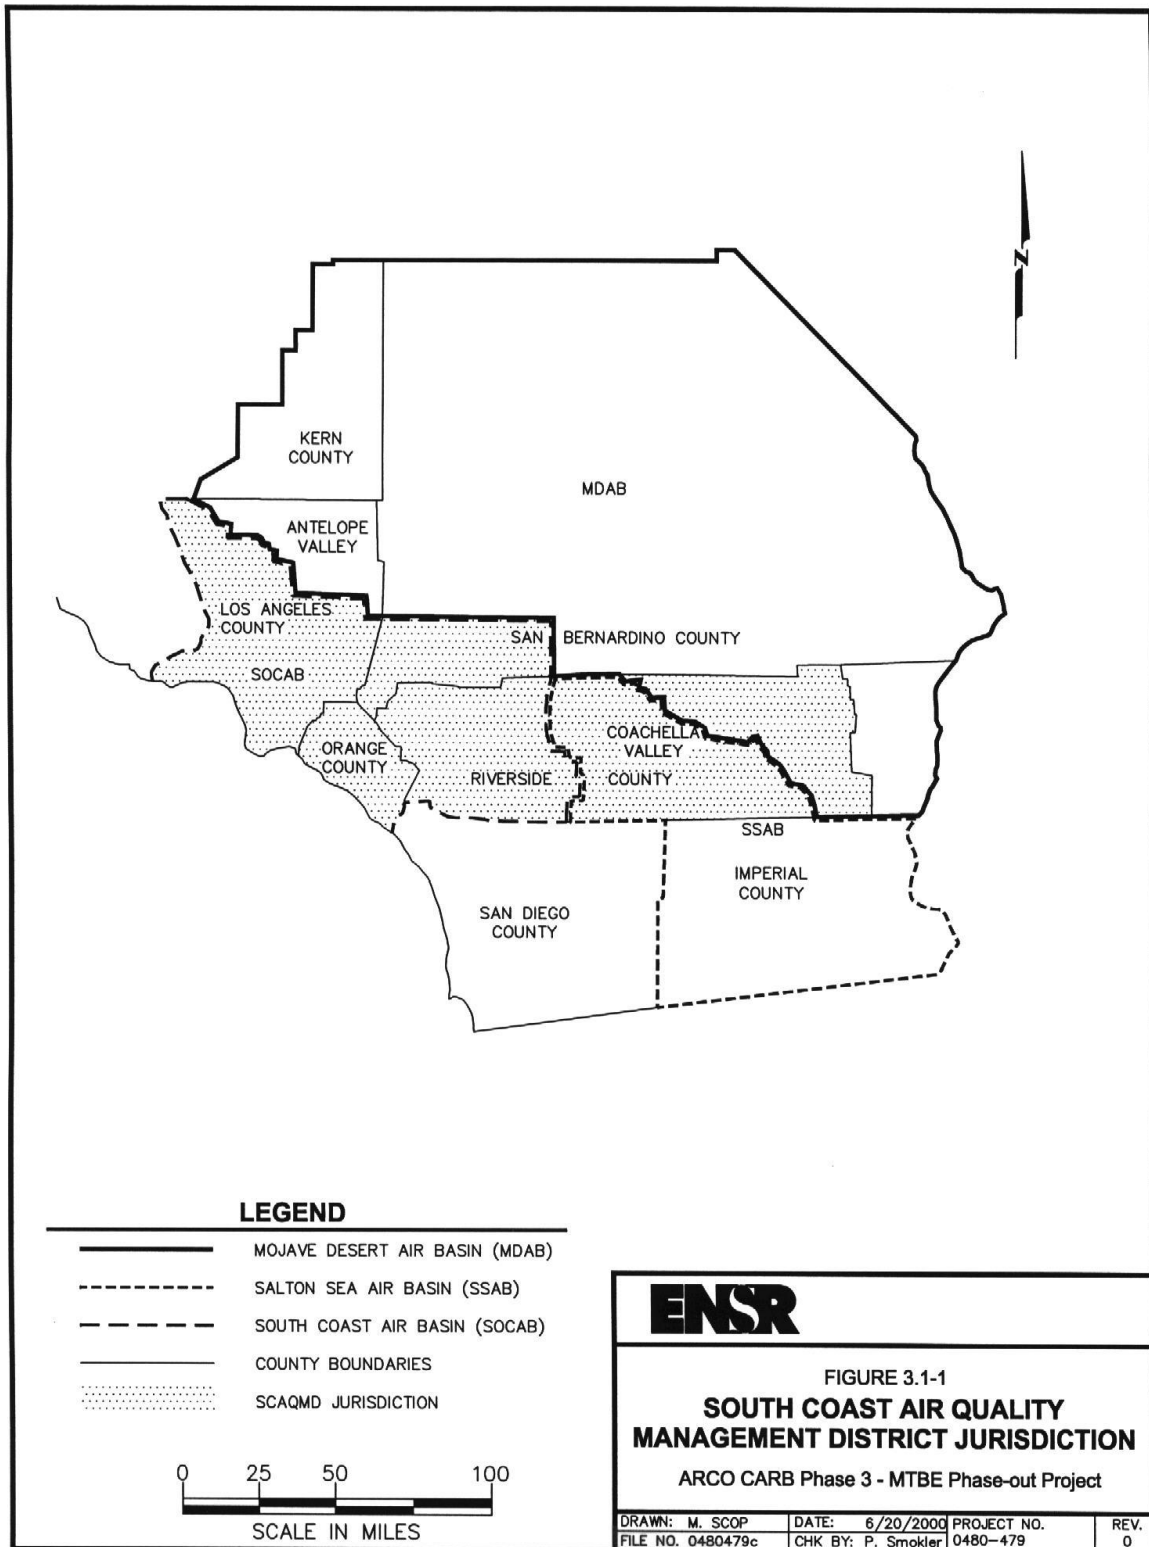 N
KERN
COUNTY
MDAB
ANTELOPE
VALLEY
LOS ANGELES
COUNTY
SAN BERNARDINO COUNTY
SOCAB
COACHELLA
VALLEY
ORANGE
COUNTY
RIVERSIDE COUNTY
SSAB
IMPERIAL
COUNTY
SAN DIEGO
COUNTY
LEGEND
MOJAVE DESERT AIR BASIN (MDAB)
SALTON SEA AIR BASIN (SSAB)
SOUTH COAST AIR BASIN (SOCAB)
COUNTY BOUNDARIES
SCAQMD JURISDICTION
0 25 50 100
SCALE IN MILES
ENSR
FIGURE 3.1-1
SOUTH COAST AIR QUALITY
MANAGEMENT DISTRICT JURISDICTION
ARCO CARB Phase 3 - MTBE Phase-out Project
DRAWN: M. SCOP DATE: 6/20/2000 PROJECT NO. REV.
FILE NO. 0480479c CHK BY: P. Smokler 0480-479 0